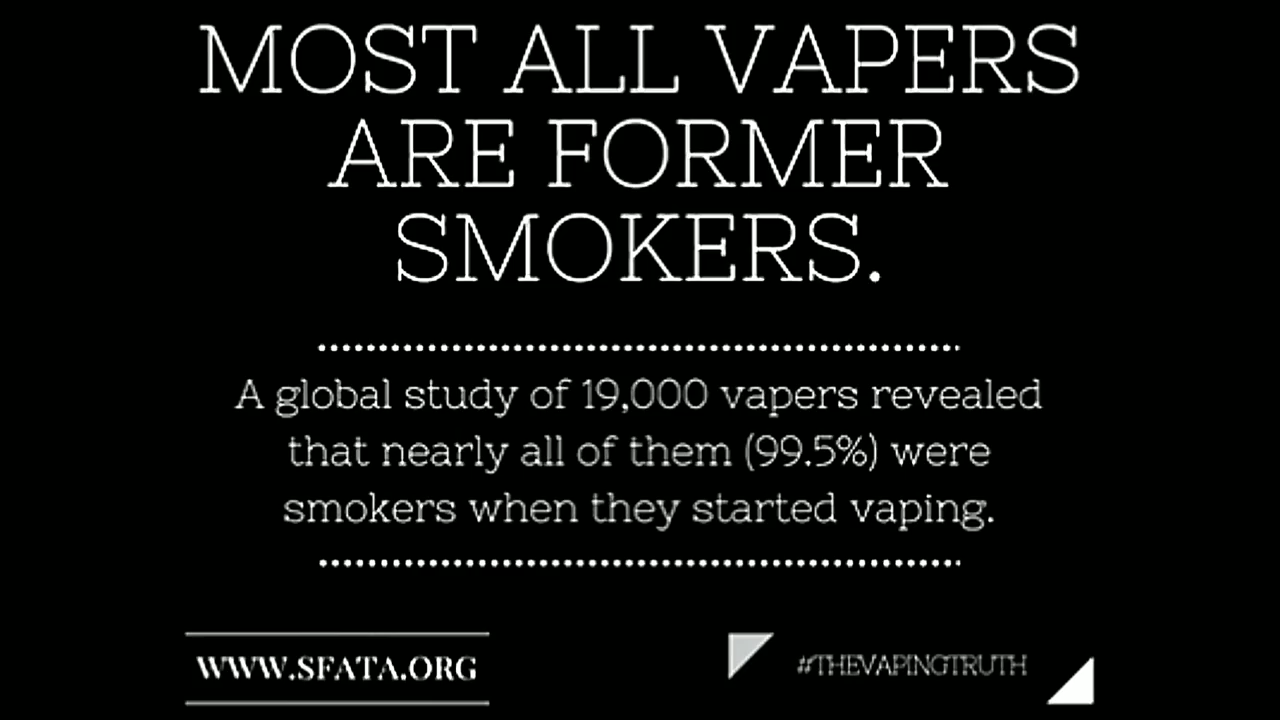 MOST ALL VAPERS
ARE FORMER
SMOKERS.
A global study of 19,000 vapers revealed
that nearly all of them (99.5%) were
smokers when they started vaping.
WWW.SFATA.ORG
#THEVAPINGTRUTH